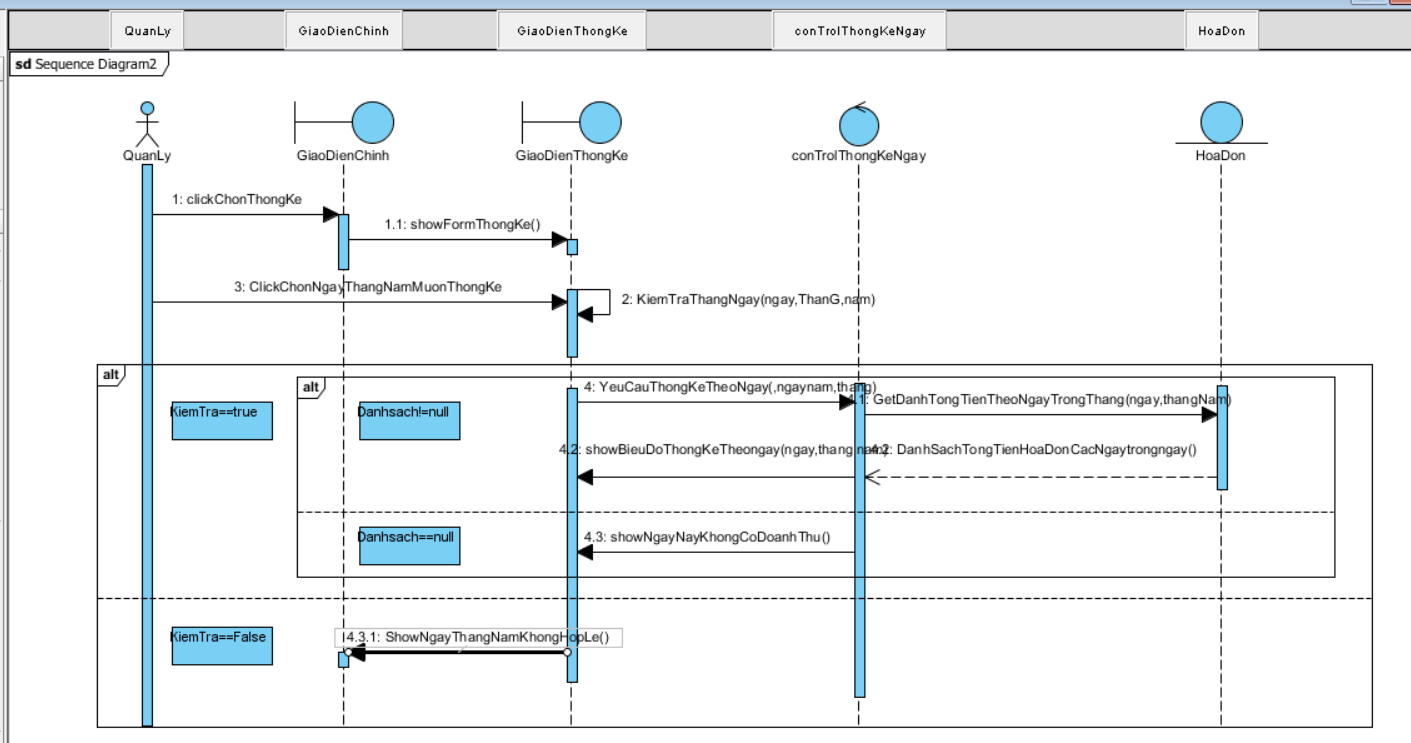 QuanLy
GiaoDienChinh
GiaoDienThongKe
conTrolThongKeNgay
HoaDon
sd Sequence Diagram2
QuanLy
GiaoDienChinh
GiaoDienThongKe
conTrolThongKeNgay
HoaDon
1: clickChonThongKe
1.1: showFormThongKe()
3: ClickChonNgayThangNamMuonThongKe
2: KiemTraThangNgay(ngay,ThanG,nam)
alt
alt
4: YeuCauThongKeTheoNgay(,ngaynam,thang)
KiemTra==true
Danhsach!=null
4.1: GetDanhTongTienTheoNgayTrongThang(ngay,thangNam)
4.2: showBieuDoThongKeTheongay(ngay,thang nam)
4.2: DanhSachTongTienHoaDonCacNgaytrongngay()
Danhsach==null
4.3: showNgayNayKhongCoDoanhThu()
KiemTra==False
4.3.1: ShowNgayThangNamKhongHopLe()